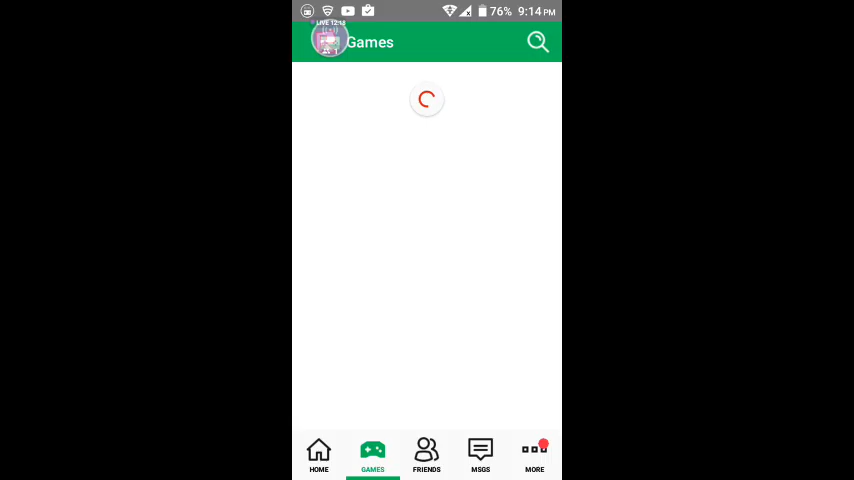 76% 9:14 PM
LIVE 12:13
Games
HOME GAMES FRIENDS MSGS MORE